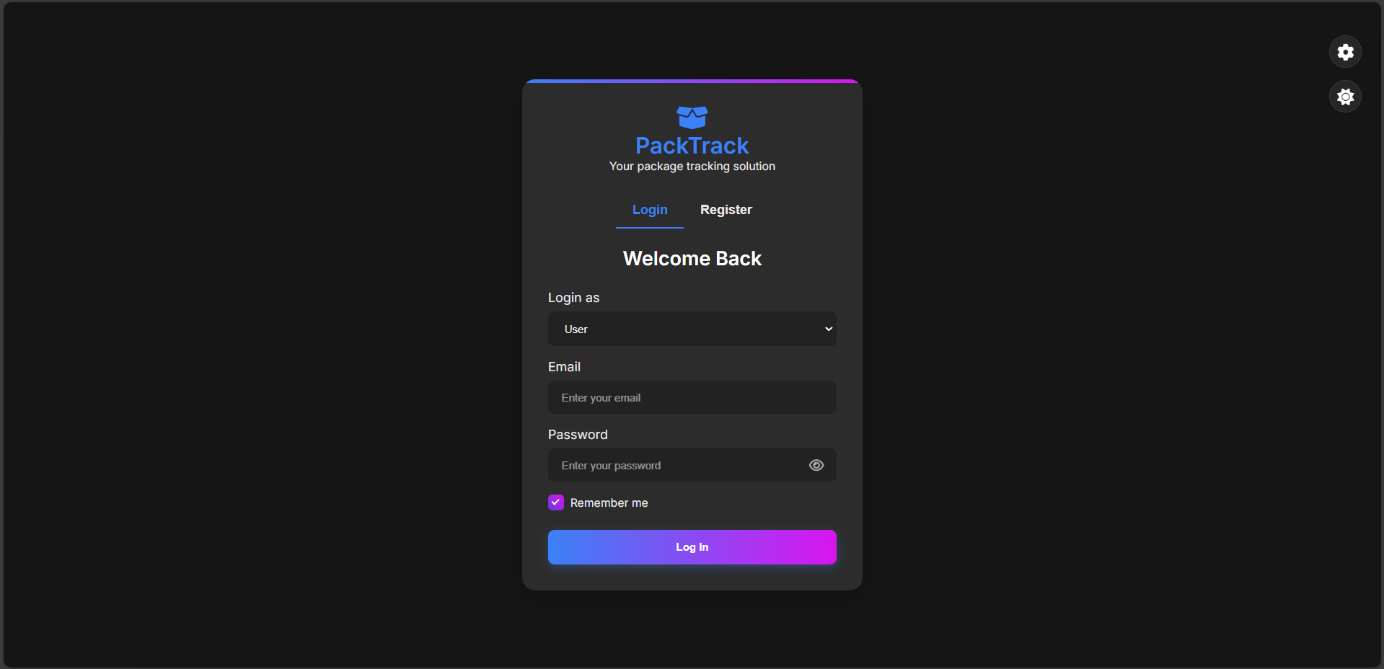 PackTrack
Your package tracking solution
Login Register
Welcome Back
Login as
User
Email
Enter your email
Password
Enter your password
Remember me
Log In